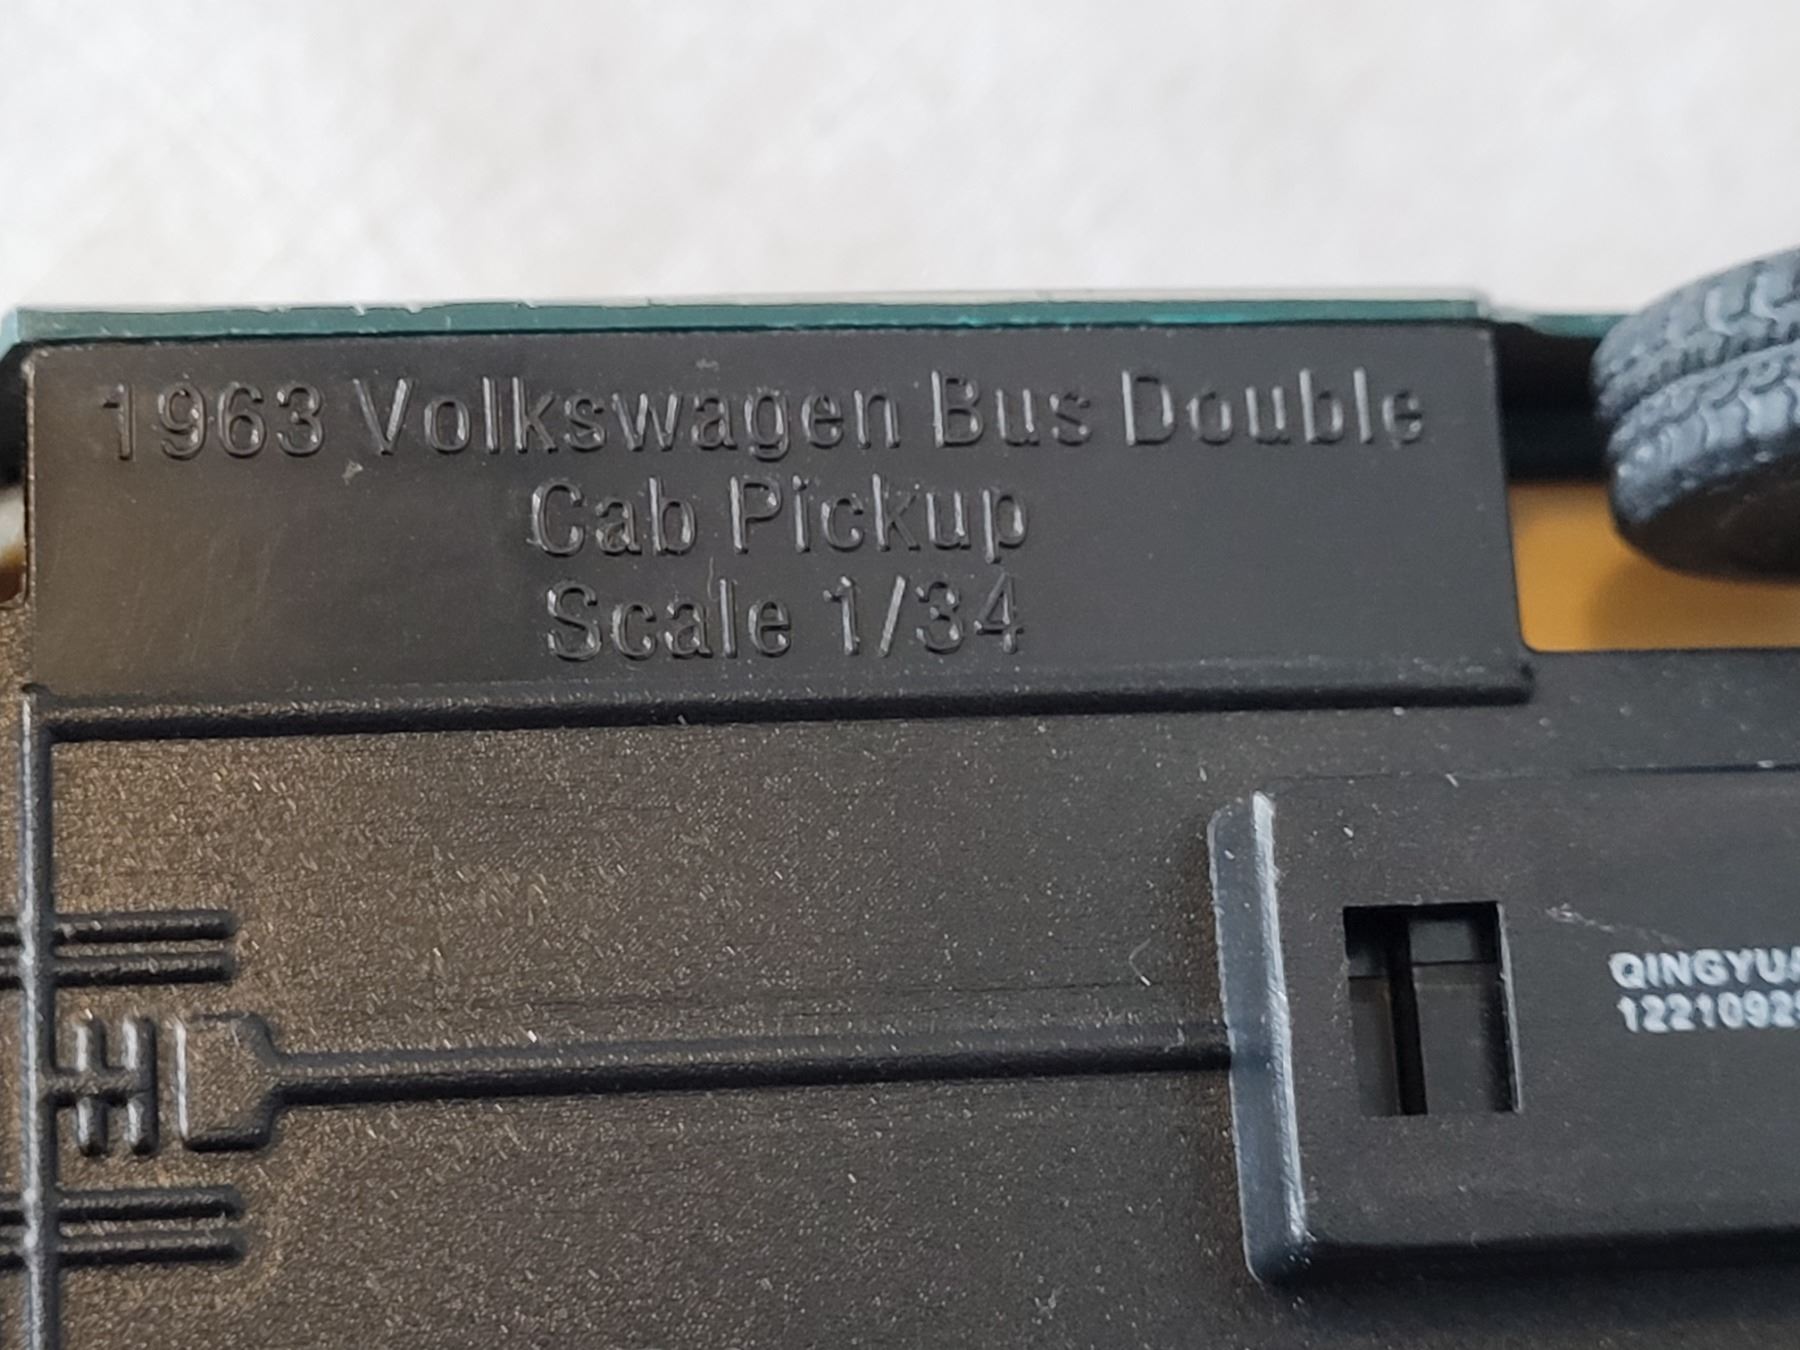 1963 Volkswagen Bus Double
Cab Pickup
Scale 1/34